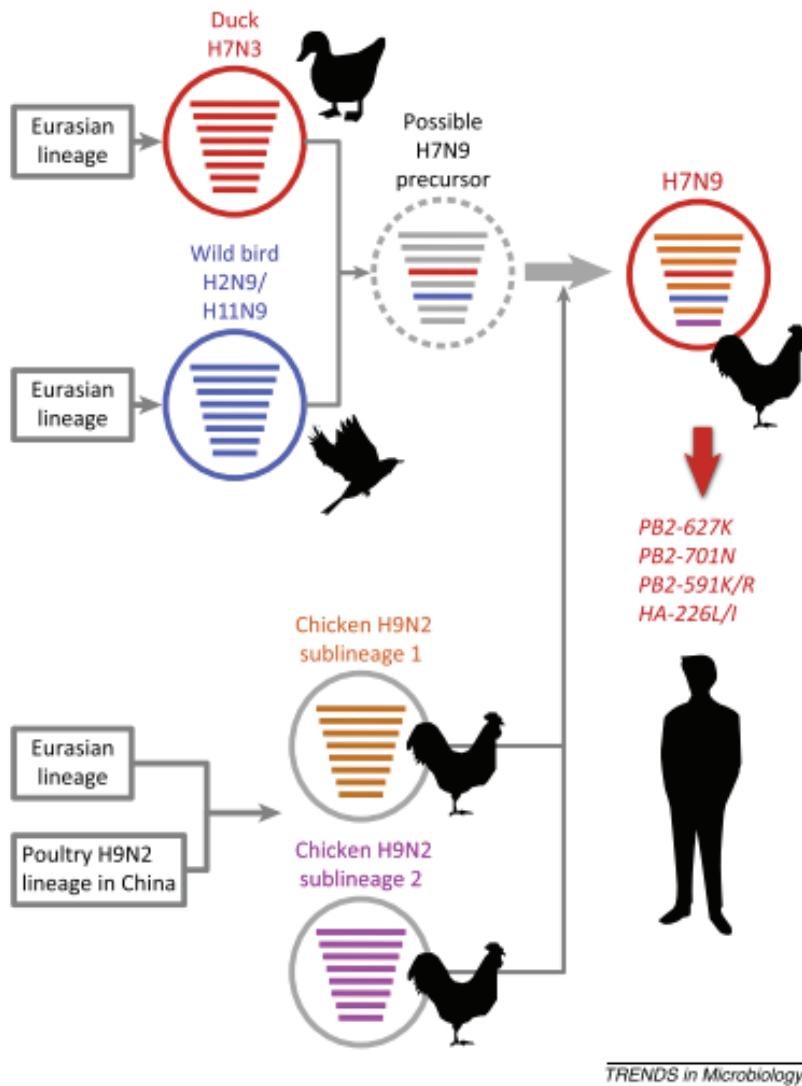 Duck
H7N3
Eurasian
lineage
Possible
H7N9
precursor
H7N9
Wild bird
H2N9/
H11N9
Eurasian
lineage
PB2-627K
PB2-701N
PB2-591K/R
HA-226L/I
Chicken H9N2
sublineage 1
Eurasian
lineage
Poultry H9N2
lineage in China
Chicken H9N2
sublineage 2
TRENDS in Microbiology